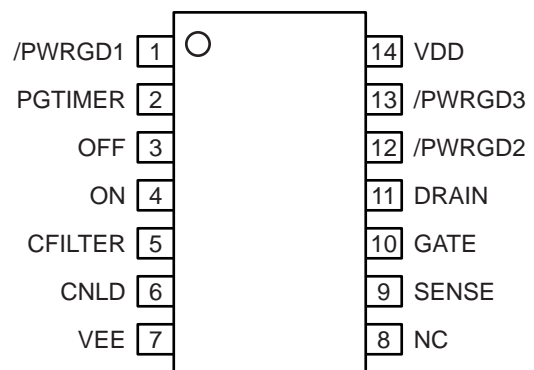 /PWRGD1 1 14 VDD
PGTIMER 2 13 /PWRGD3
OFF 3 12 /PWRGD2
ON 4 11 DRAIN
CFILTER 5 10 GATE
CNLD 6 9 SENSE
VEE 7 8 NC